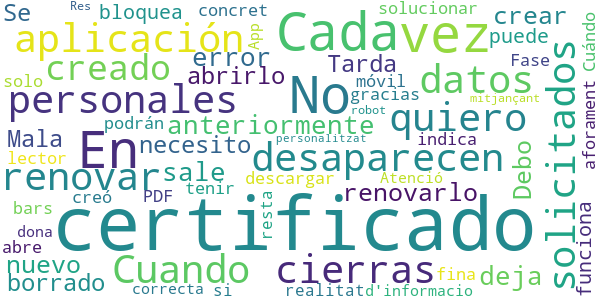 Se Res bloquea concret solucionar crear
aplicación App Cada vez puede Cuándo
creado error abrirlo Tarda Fase
solo móvil datos
personales No gracias mitjançant
podrán anteriormente robot quiero aforament
Mala necesito personalitzat indica
lector desaparecen solicitados
renovar sale descargar Atenció Debo
creó PDF tenir renovarlo
bars certificado
dona resta En
abre funciona
nuevo Cuando cierras fina deja
borrado correcta si realitat d'informacio